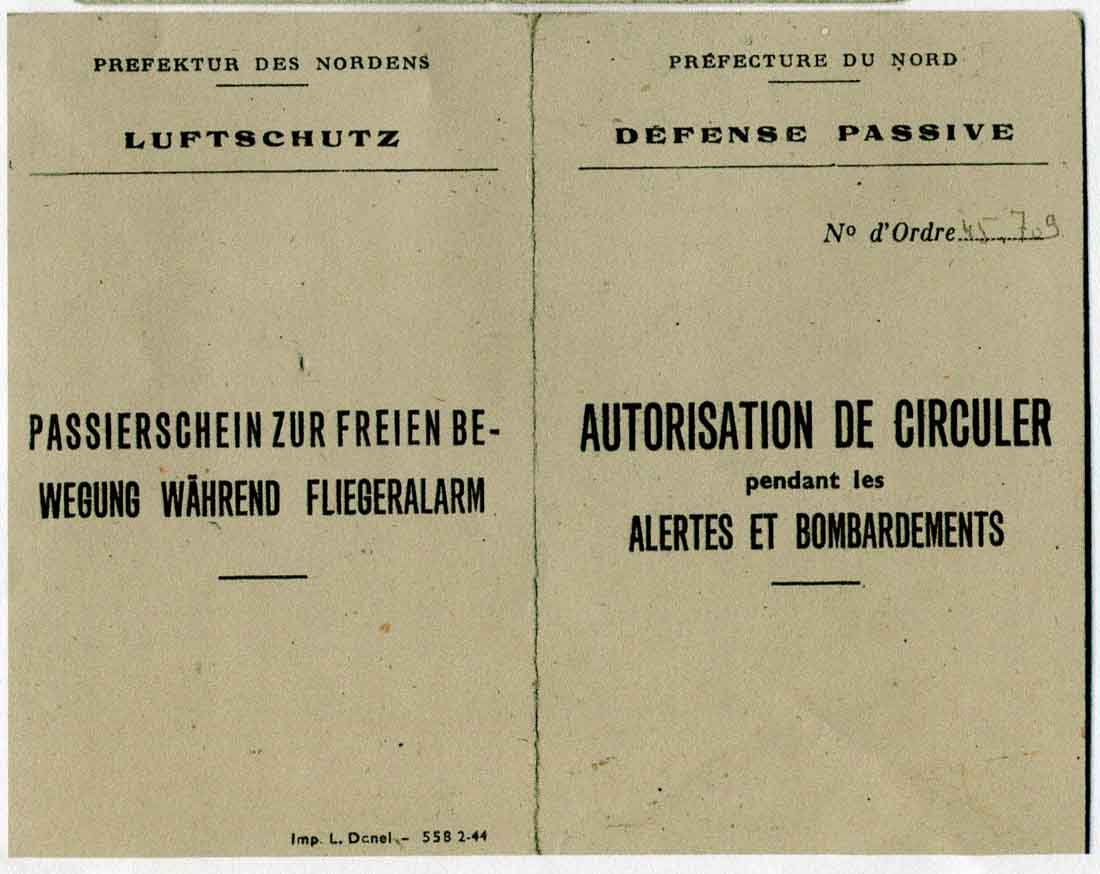 PREFEKTUR DES NORDENS
LUFTSCHUTZ
PASSIERSCHEIN ZUR FREIEN BE-
WEGUNG WÄHREND FLIEGERALARM
Imp. L. Danel. – 558 2-44
PRÉFECTURE DU NORD
DÉFENSE PASSIVE
Nº d'Ordre 45.709
AUTORISATION DE CIRCULER
pendant les
ALERTES ET BOMBARDEMENTS